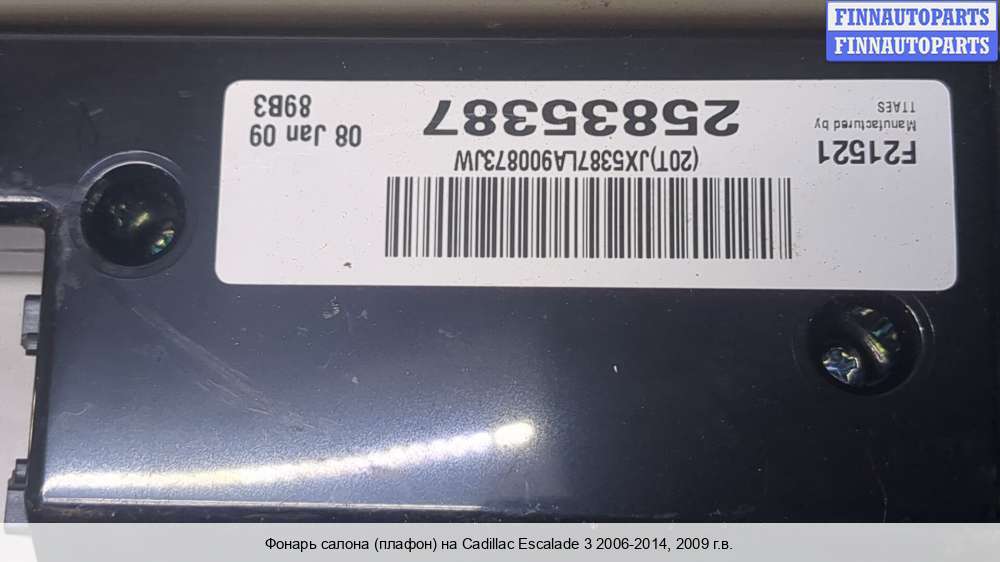 FINNAUTOPARTS
FINNAUTOPARTS
F21521
Manufactured by
TTAES
25835387
08 Jan 09
89B3
(20T)JX5387LA900873JW
Фонарь салона (плафон) на Cadillac Escalade 3 2006-2014, 2009 г.в.